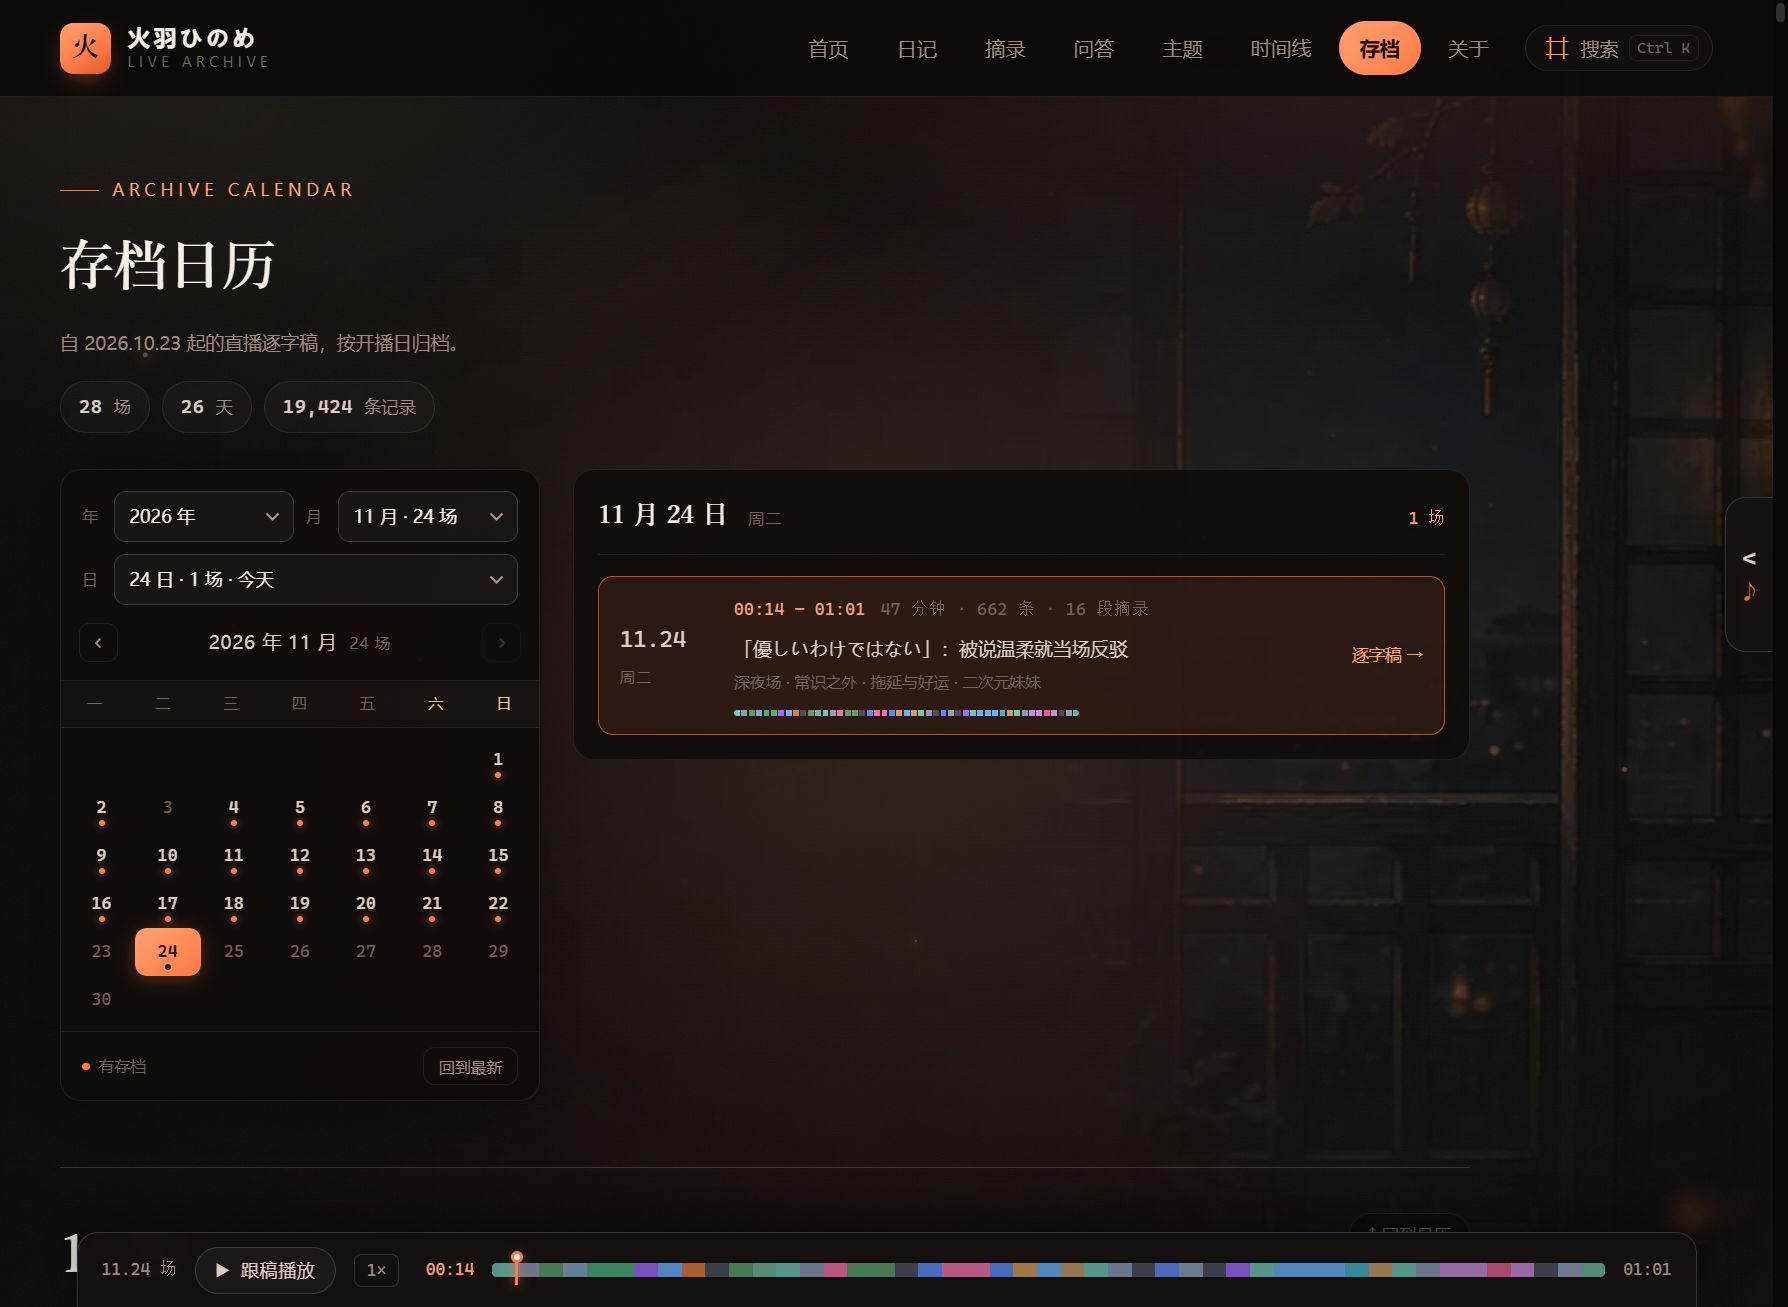 火 火羽ひのめ
LIVE ARCHIVE
首页 日记 摘录 问答 主题 时间线 存档 关于 搜索 Ctrl K
ARCHIVE CALENDAR
存档日历
自 2026.10.23 起的直播逐字稿，按开播日归档。
28 场 26 天 19,424 条记录
年 2026 年 月 11 月 · 24 场
日 24 日 · 1 场 · 今天
‹ 2026 年 11 月 24 场 ›
一 二 三 四 五 六 日
1
2 3 4 5 6 7 8
9 10 11 12 13 14 15
16 17 18 19 20 21 22
23 24 25 26 27 28 29
30
有存档 回到最新
11 月 24 日 周二 1 场
11.24
周二
00:14 — 01:01 47 分钟 · 662 条 · 16 段摘录
「優しいわけではない」：被说温柔就当场反驳
深夜场 · 常识之外 · 拖延与好运 · 二次元妹妹
逐字稿 →
<
♪
11.24 场 ▶ 跟稿播放 1× 00:14 01:01